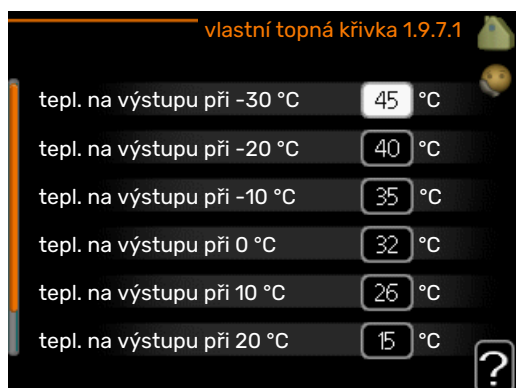 vlastní topná křivka 1.9.7.1
tepl. na výstupu při -30 °C 45 °C
tepl. na výstupu při -20 °C 40 °C
tepl. na výstupu při -10 °C 35 °C
tepl. na výstupu při 0 °C 32 °C
tepl. na výstupu při 10 °C 26 °C
tepl. na výstupu při 20 °C 15 °C
?